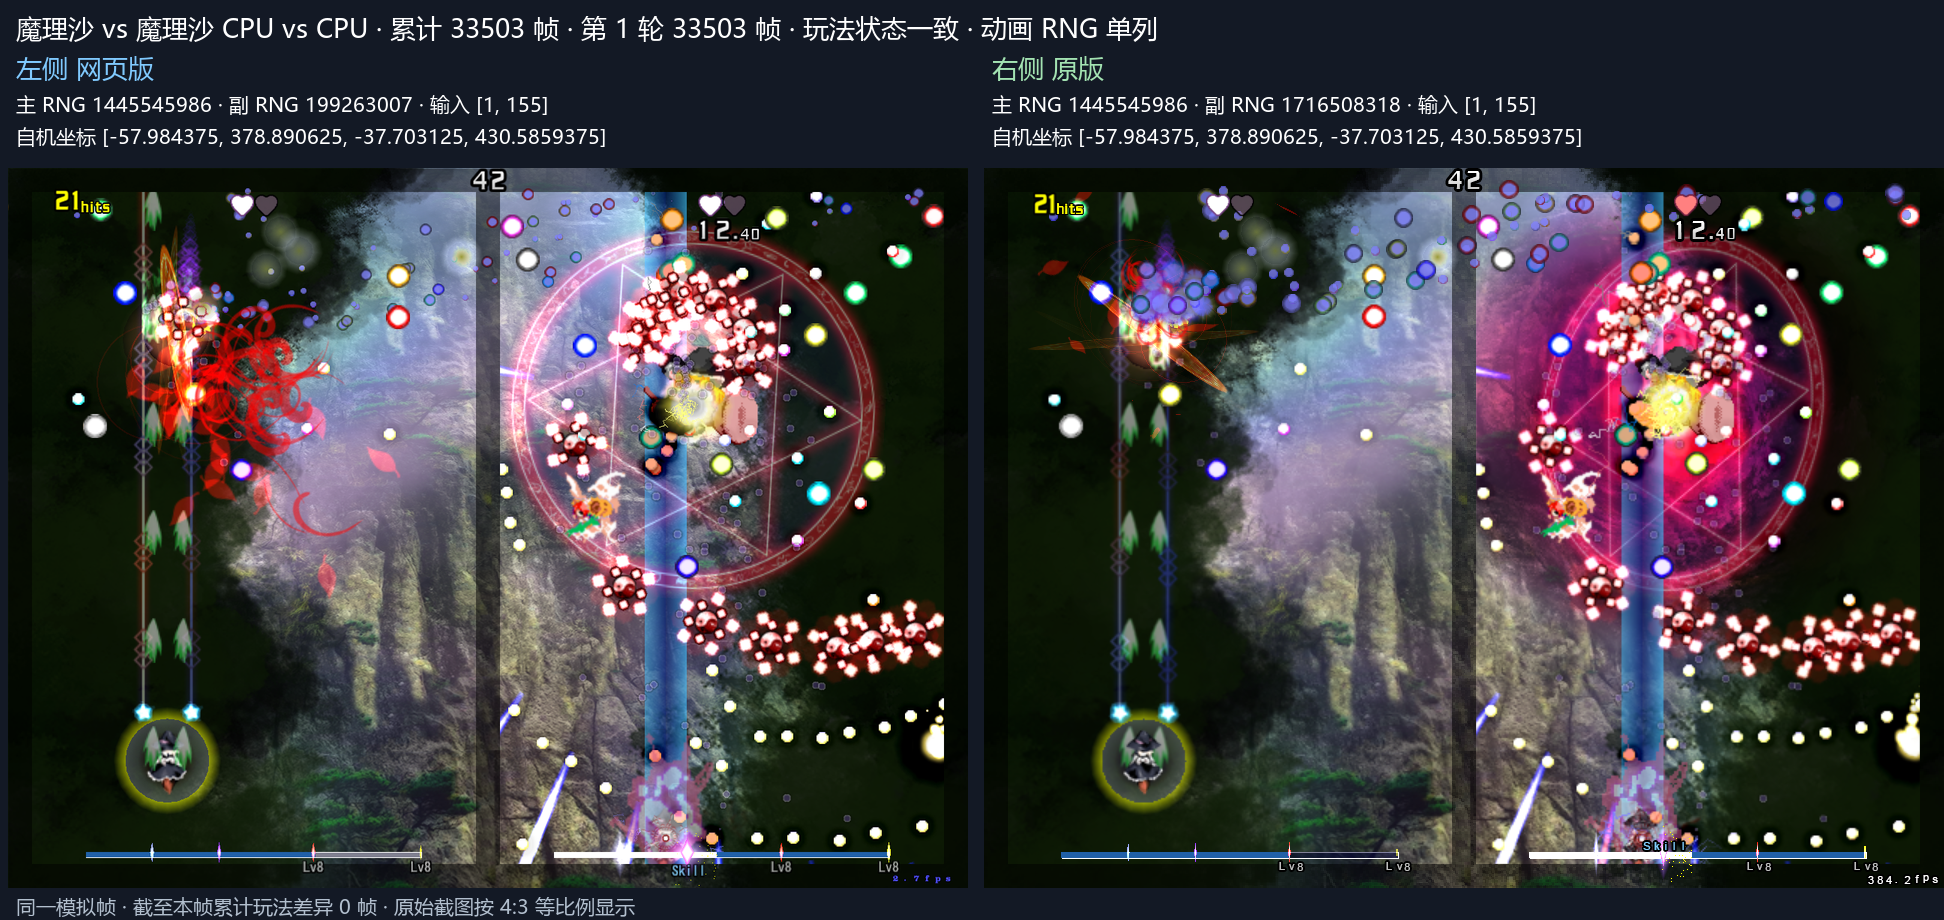 魔理沙 vs 魔理沙 CPU vs CPU · 累计 33503 帧 · 第 1 轮 33503 帧 · 玩法状态一致 · 动画 RNG 单列
左侧 网页版
主 RNG 1445545986 · 副 RNG 199263007 · 输入 [1, 155]
自机坐标 [-57.984375, 378.890625, -37.703125, 430.5859375]
右侧 原版
主 RNG 1445545986 · 副 RNG 1716508318 · 输入 [1, 155]
自机坐标 [-57.984375, 378.890625, -37.703125, 430.5859375]
42
21hits
12.40
Lv8
Lv8
Skill
Lv8
Lv8
2.7fps
42
21hits
12.40
Skill
Lv8
Lv8
Lv8
Lv8
384.2fps
同一模拟帧 · 截至本帧累计玩法差异 0 帧 · 原始截图按 4:3 等比例显示